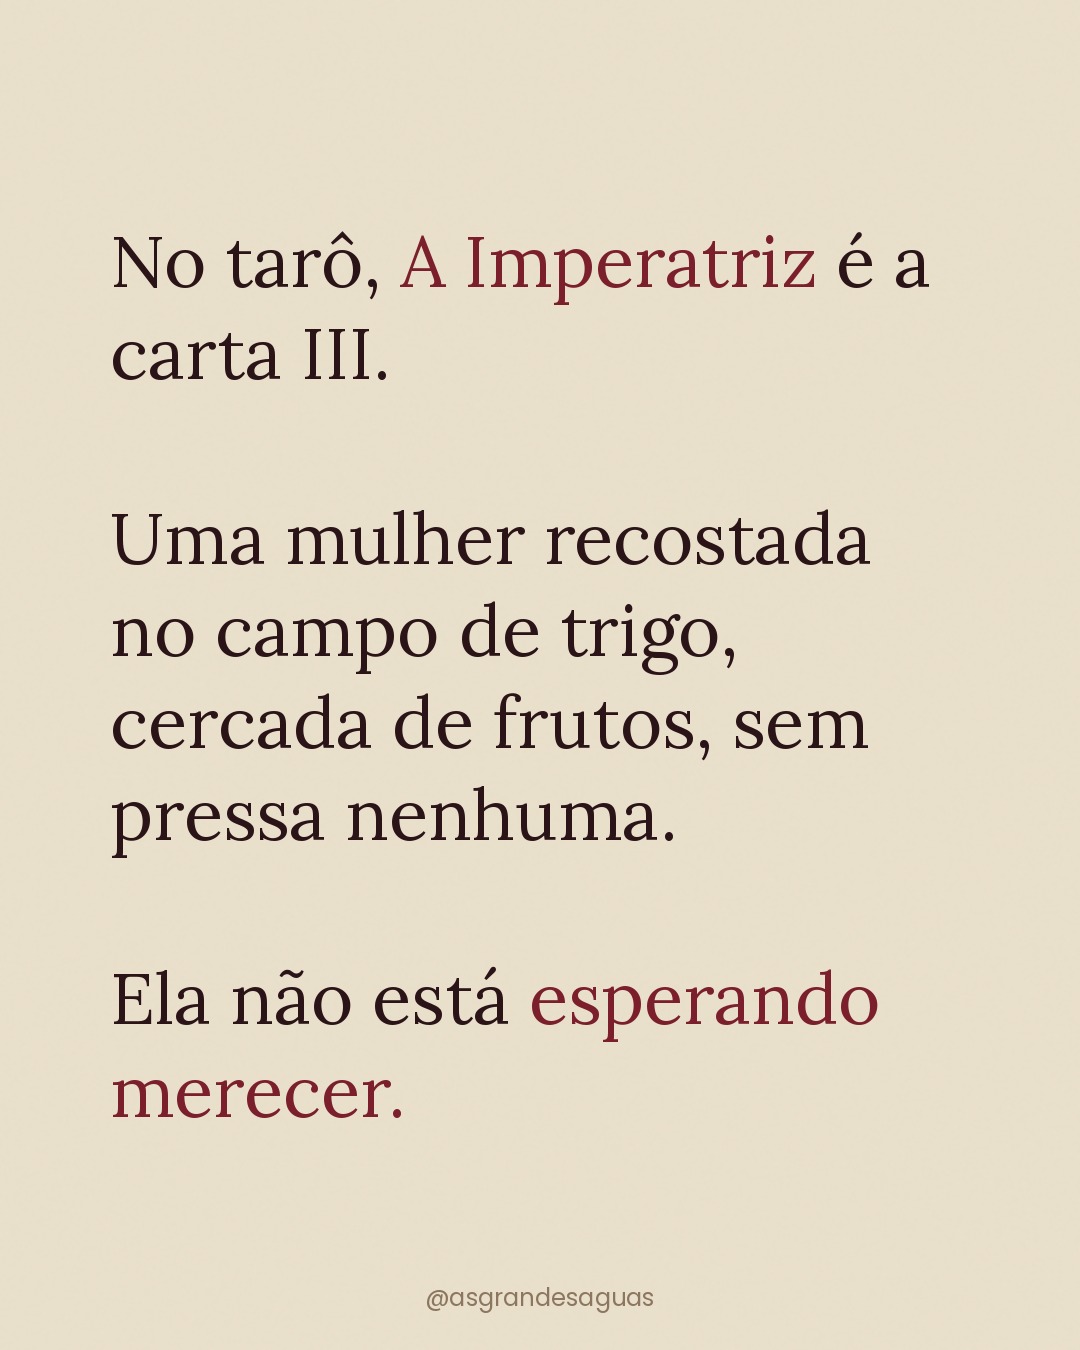 No tarô, A Imperatriz é a
carta III.
Uma mulher recostada
no campo de trigo,
cercada de frutos, sem
pressa nenhuma.
Ela não está esperando
merecer.
@asgrandesaguas